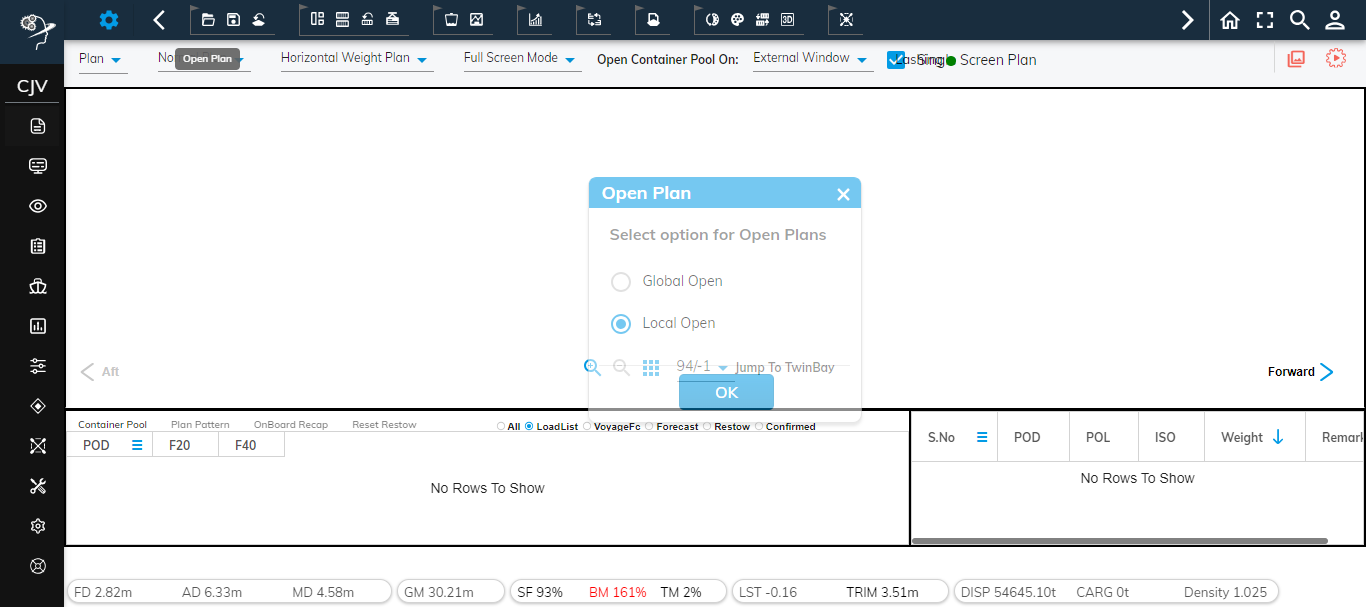 3D
CJV
Plan
No
Open Plan
Horizontal Weight Plan
Full Screen Mode
Open Container Pool On:
External Window
Lashing
Single Screen Plan
Open Plan
Select option for Open Plans
Global Open
Local Open
Aft
94/-1
Jump To TwinBay
Forward
OK
Container Pool
Plan Pattern
OnBoard Recap
Reset Restow
All
LoadList
VoyageFc
Forecast
Restow
Confirmed
POD
F20
F40
No Rows To Show
S.No
POD
POL
ISO
Weight
Remark
No Rows To Show
FD 2.82m
AD 6.33m
MD 4.58m
GM 30.21m
SF 93%
BM 161%
TM 2%
LST -0.16
TRIM 3.51m
DISP 54645.10t
CARG 0t
Density 1.025